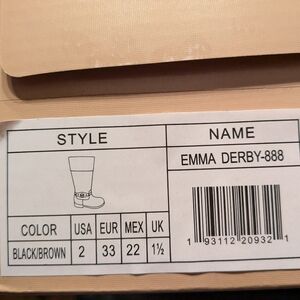 STYLE NAME
EMMA DERBY-888
COLOR USA EUR MEX UK
BLACK/BROWN 2 33 22 1½
1 93112 20932 1